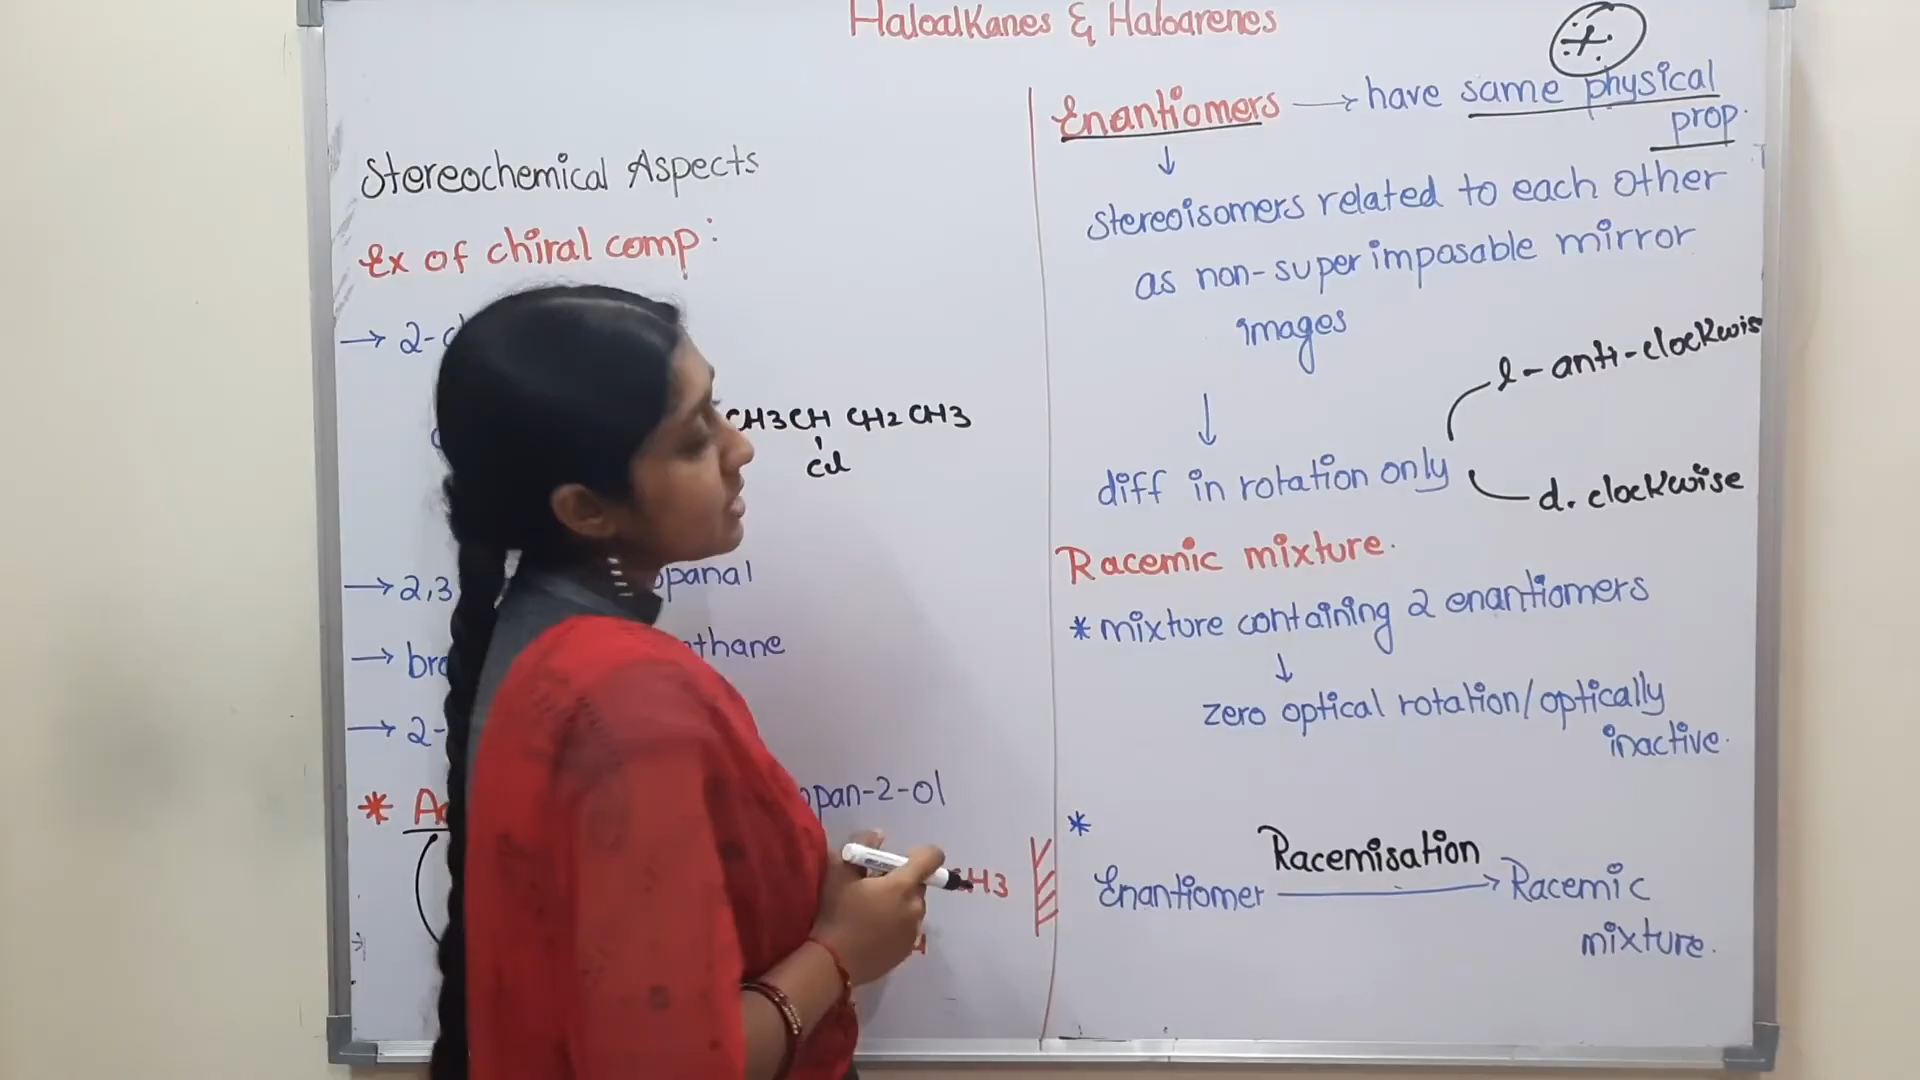 Haloalkanes & Haloarenes
Stereochemical Aspects
Ex of chiral comp:
→ 2-
CH3CH CH2CH3
Cl
→ 2,3
opanal
→ bro
thane
→ 2-
*
opan-2-ol
CH3
Enantiomers → have same physical
prop.
↓
stereoisomers related to each other
as non-superimposable mirror
images
↓
l - anti-clockwis
diff in rotation only
d. clockwise
Racemic mixture.
* mixture containing 2 enantiomers
↓
zero optical rotation/optically
inactive.
*
Racemisation
Enantiomer → Racemic
mixture.